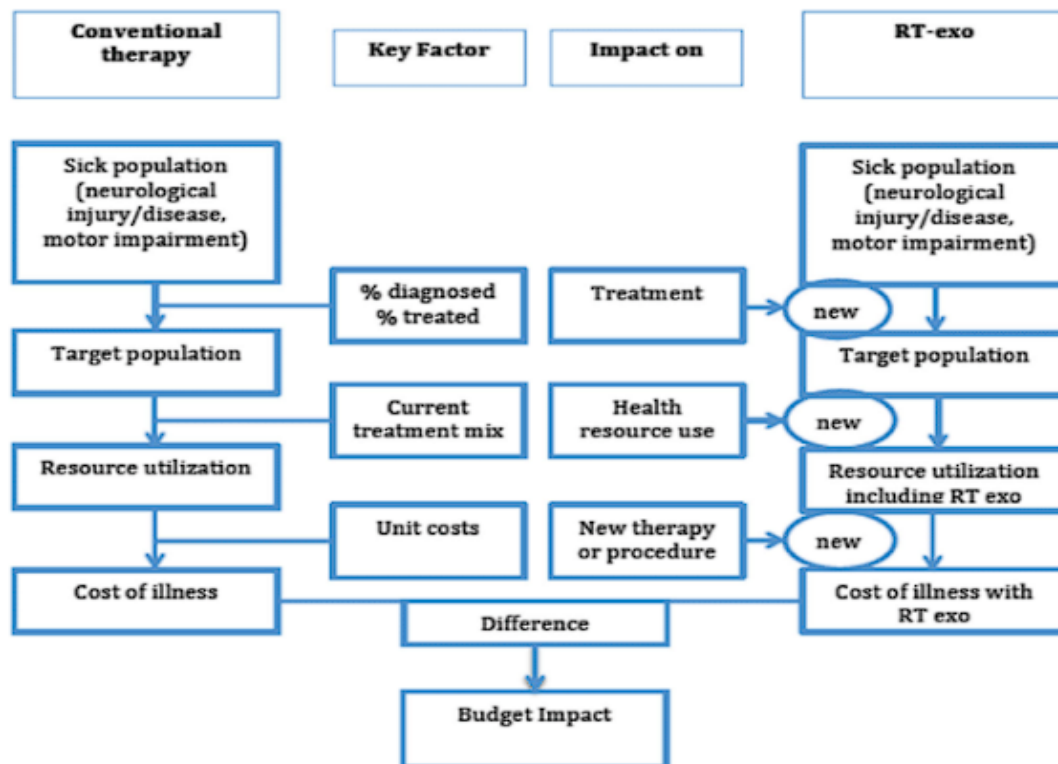 Conventional
therapy
Key Factor
Impact on
RT-exo
Sick population
(neurological
injury/disease,
motor impairment)
Sick population
(neurological
injury/disease,
motor impairment)
% diagnosed
% treated
Treatment
new
Target population
Target population
Current
treatment mix
Health
resource use
new
Resource utilization
Resource utilization
including RT exo
Unit costs
New therapy
or procedure
new
Cost of illness
Cost of illness with
RT exo
Difference
Budget Impact